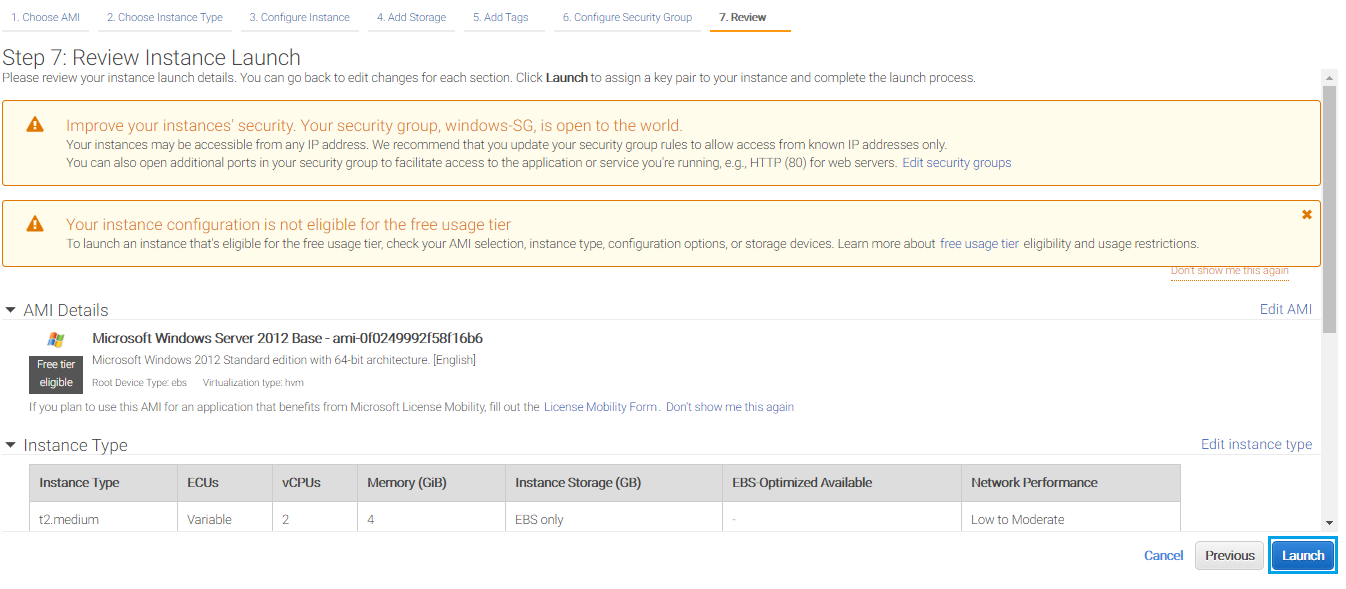 1. Choose AMI 2. Choose Instance Type 3. Configure Instance 4. Add Storage 5. Add Tags 6. Configure Security Group 7. Review
Step 7: Review Instance Launch
Please review your instance launch details. You can go back to edit changes for each section. Click Launch to assign a key pair to your instance and complete the launch process.
Improve your instances' security. Your security group, windows-SG, is open to the world.
Your instances may be accessible from any IP address. We recommend that you update your security group rules to allow access from known IP addresses only.
You can also open additional ports in your security group to facilitate access to the application or service you're running, e.g., HTTP (80) for web servers. Edit security groups
Your instance configuration is not eligible for the free usage tier
To launch an instance that's eligible for the free usage tier, check your AMI selection, instance type, configuration options, or storage devices. Learn more about free usage tier eligibility and usage restrictions.
Don't show me this again
AMI Details Edit AMI
Microsoft Windows Server 2012 Base - ami-0f0249992f58f16b6
Free tier eligible
Microsoft Windows 2012 Standard edition with 64-bit architecture. [English]
Root Device Type: ebs Virtualization type: hvm
If you plan to use this AMI for an application that benefits from Microsoft License Mobility, fill out the License Mobility Form. Don't show me this again
Instance Type Edit instance type
Instance Type ECUs vCPUs Memory (GiB) Instance Storage (GB) EBS-Optimized Available Network Performance
t2.medium Variable 2 4 EBS only - Low to Moderate
Cancel Previous Launch